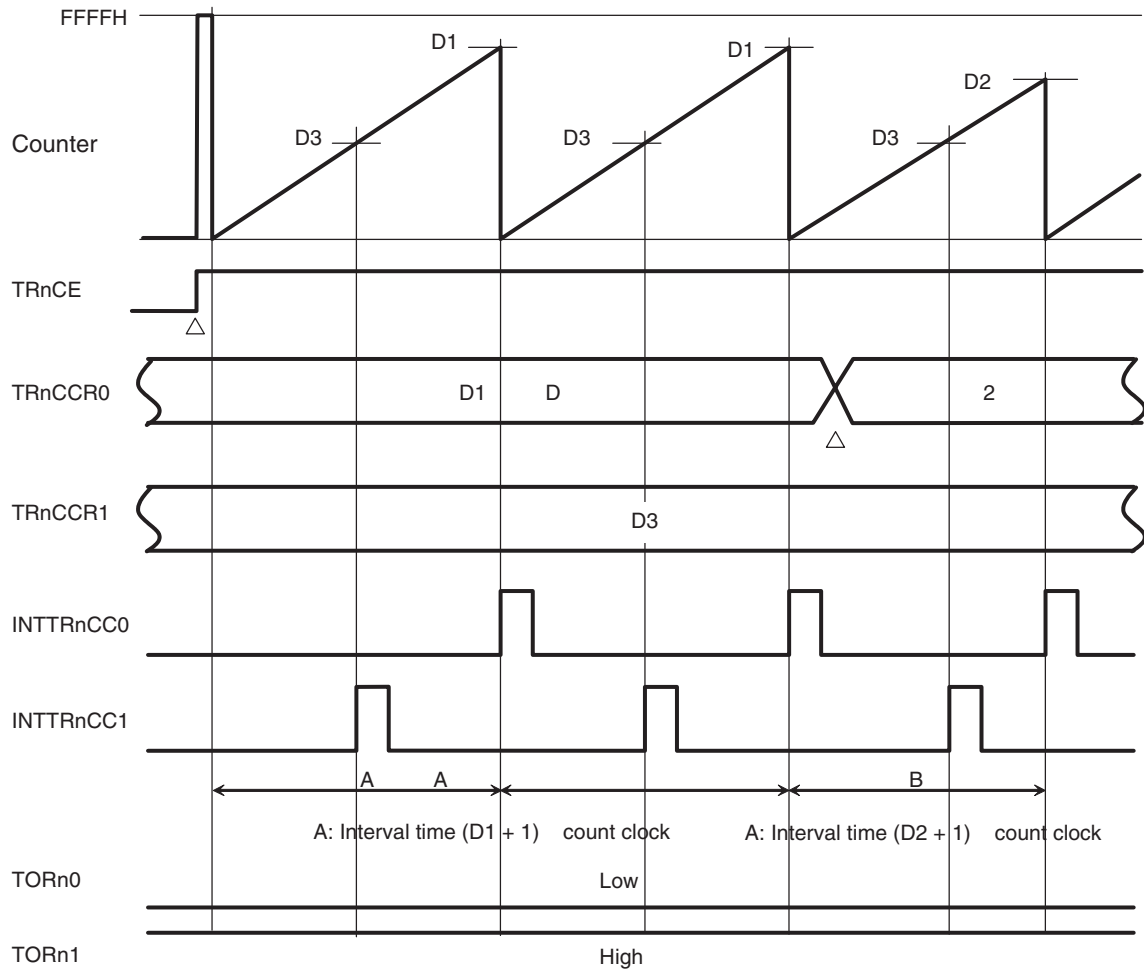 FFFFH
D1
D1
D2
D3
D3
D3
Counter
TRnCE
TRnCCR0
D1 D
2
TRnCCR1
D3
INTTRnCC0
INTTRnCC1
A A
B
A: Interval time (D1 + 1) count clock
A: Interval time (D2 + 1) count clock
TORn0
Low
TORn1
High